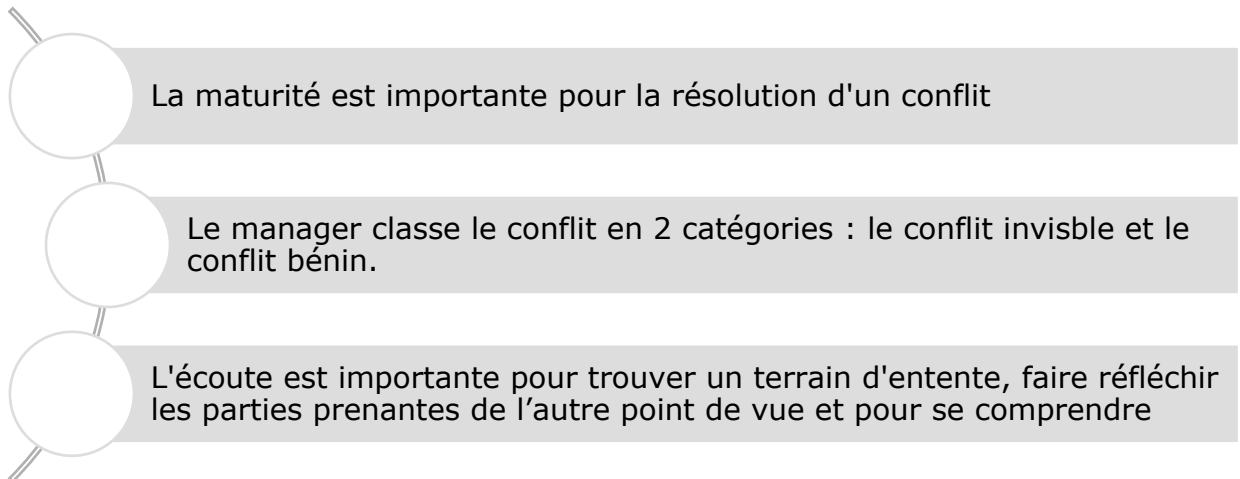 La maturité est importante pour la résolution d'un conflit
Le manager classe le conflit en 2 catégories : le conflit invisble et le
conflit bénin.
L'écoute est importante pour trouver un terrain d'entente, faire réfléchir
les parties prenantes de l’autre point de vue et pour se comprendre